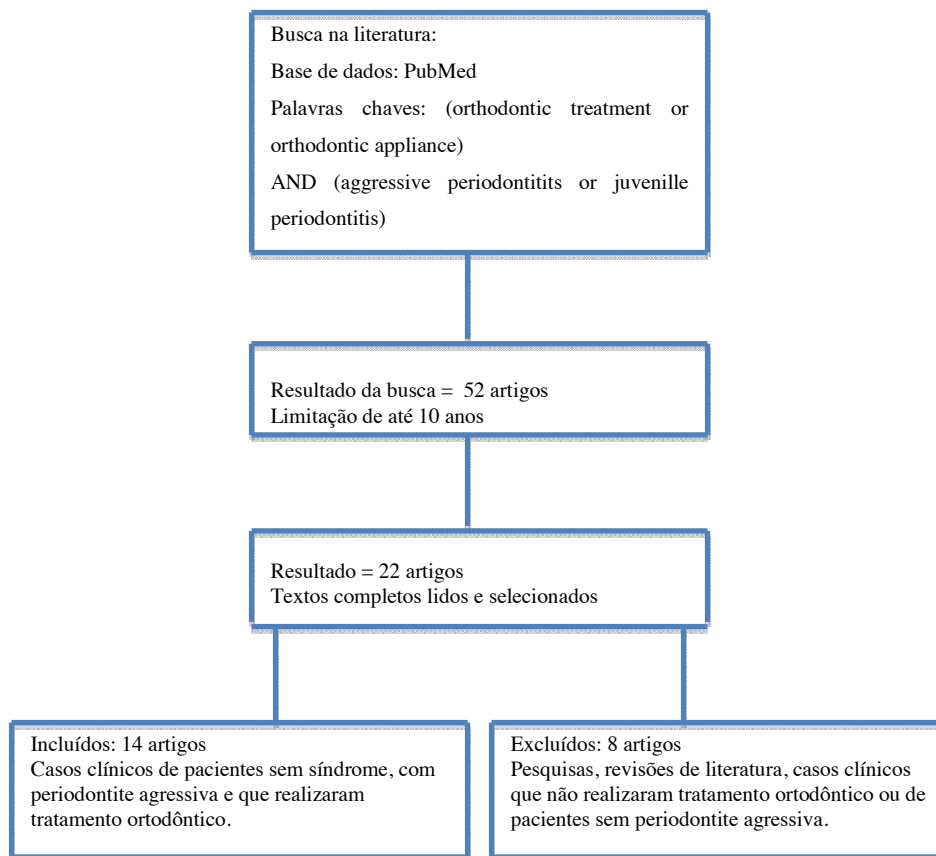 Busca na literatura:
Base de dados: PubMed
Palavras chaves: (orthodontic treatment or
orthodontic appliance)
AND (aggressive periodontitits or juvenille
periodontitis)
Resultado da busca = 52 artigos
Limitação de até 10 anos
Resultado = 22 artigos
Textos completos lidos e selecionados
Incluídos: 14 artigos
Casos clínicos de pacientes sem síndrome, com
periodontite agressiva e que realizaram
tratamento ortodôntico.
Excluídos: 8 artigos
Pesquisas, revisões de literatura, casos clínicos
que não realizaram tratamento ortodôntico ou de
pacientes sem periodontite agressiva.